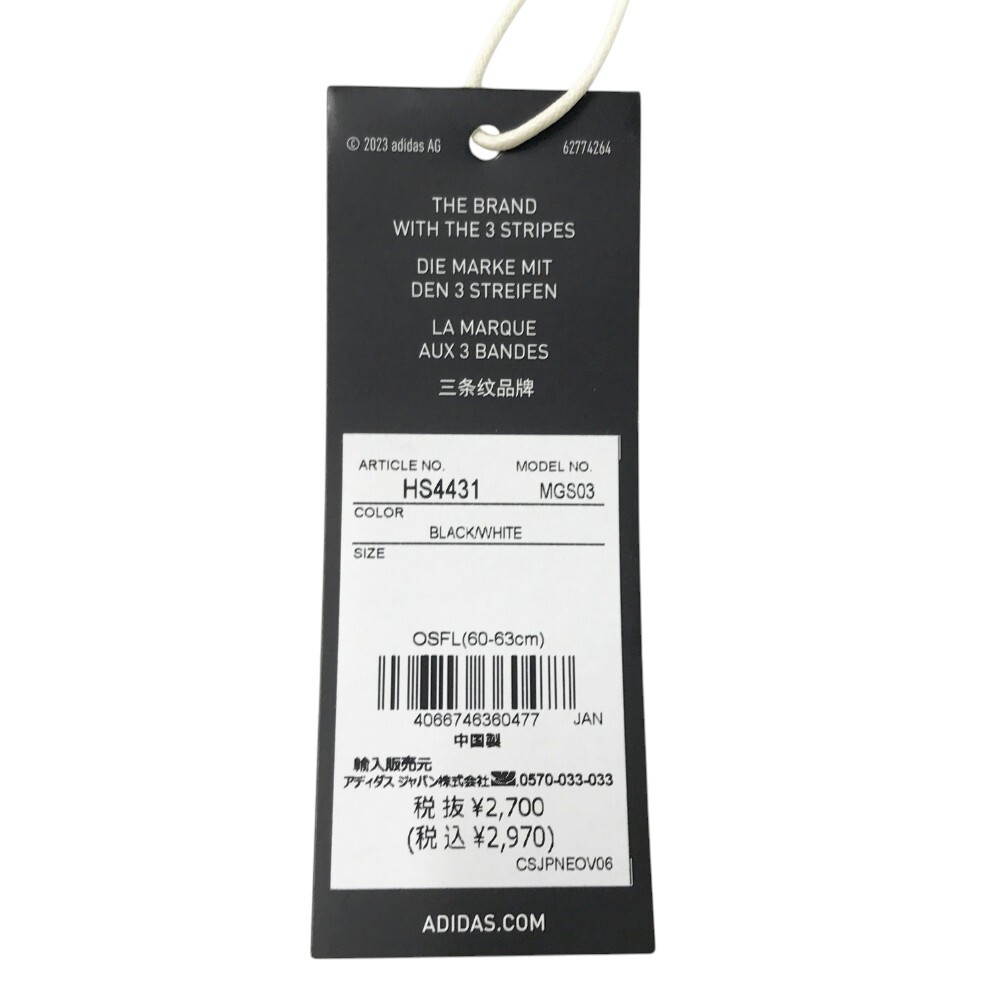 © 2023 adidas AG 62774264
THE BRAND
WITH THE 3 STRIPES
DIE MARKE MIT
DEN 3 STREIFEN
LA MARQUE
AUX 3 BANDES
三条纹品牌
ARTICLE NO. MODEL NO.
HS4431 MGS03
COLOR
BLACK/WHITE
SIZE
OSFL(60-63cm)
4066746360477 JAN
中国製
輸入販売元
アディダス ジャパン株式会社 0570-033-033
税抜 ¥2,700
(税込 ¥2,970)
CSJPNEOV06
ADIDAS.COM